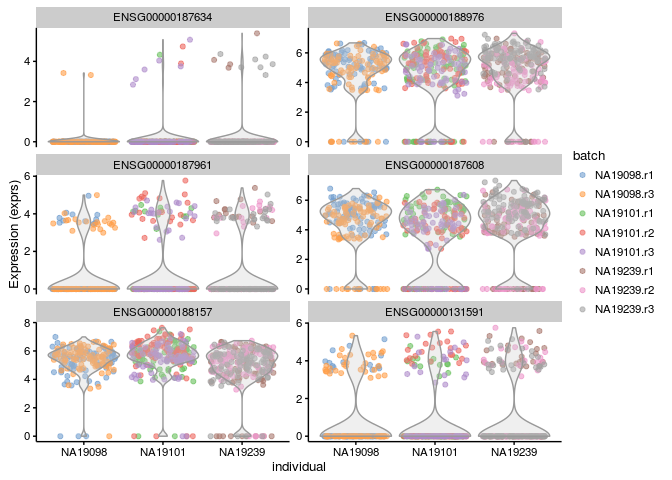 ENSG00000187634
ENSG00000188976
4
2
0
6
4
2
0
ENSG00000187961
ENSG00000187608
6
4
2
0
6
4
2
0
ENSG00000188157
ENSG00000131591
8
6
4
2
0
6
4
2
0
NA19098 NA19101 NA19239
NA19098 NA19101 NA19239
individual
Expression (exprs)
batch
NA19098.r1
NA19098.r3
NA19101.r1
NA19101.r2
NA19101.r3
NA19239.r1
NA19239.r2
NA19239.r3